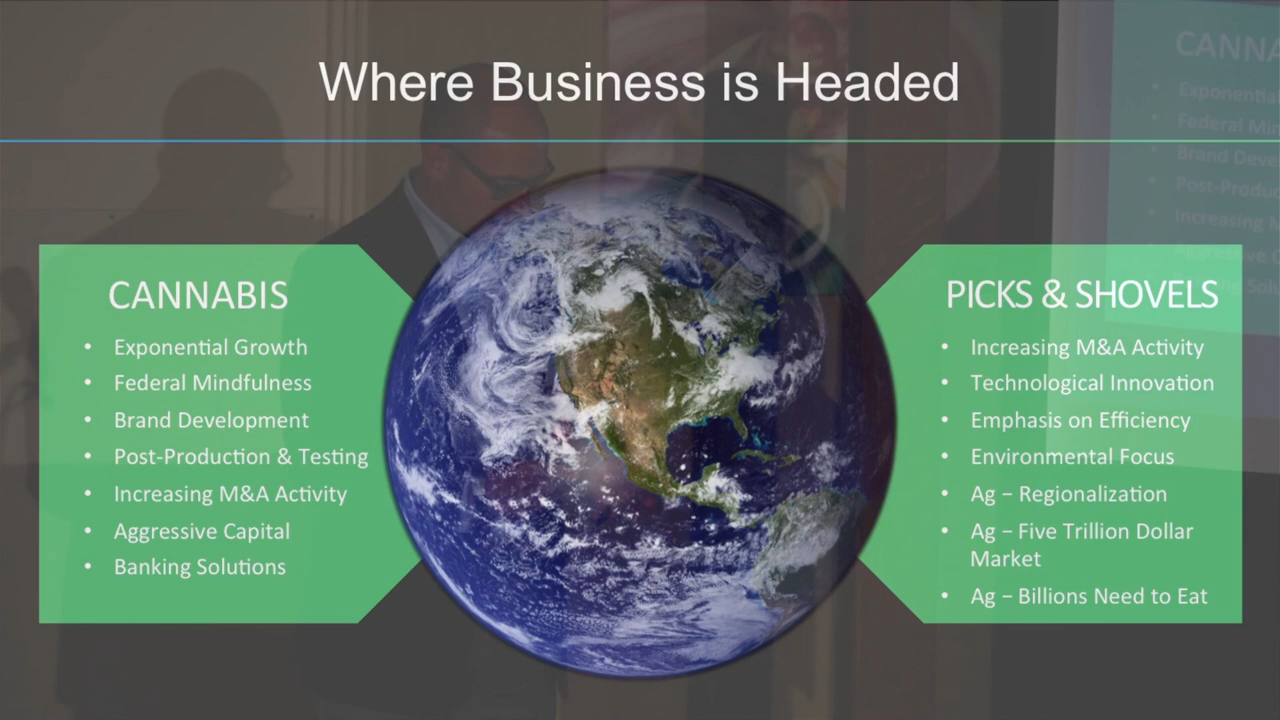 Where Business is Headed
CANNABIS
• Exponential Growth
• Federal Mindfulness
• Brand Development
• Post-Production & Testing
• Increasing M&A Activity
• Aggressive Capital
• Banking Solutions
PICKS & SHOVELS
• Increasing M&A Activity
• Technological Innovation
• Emphasis on Efficiency
• Environmental Focus
• Ag – Regionalization
• Ag – Five Trillion Dollar
Market
• Ag – Billions Need to Eat